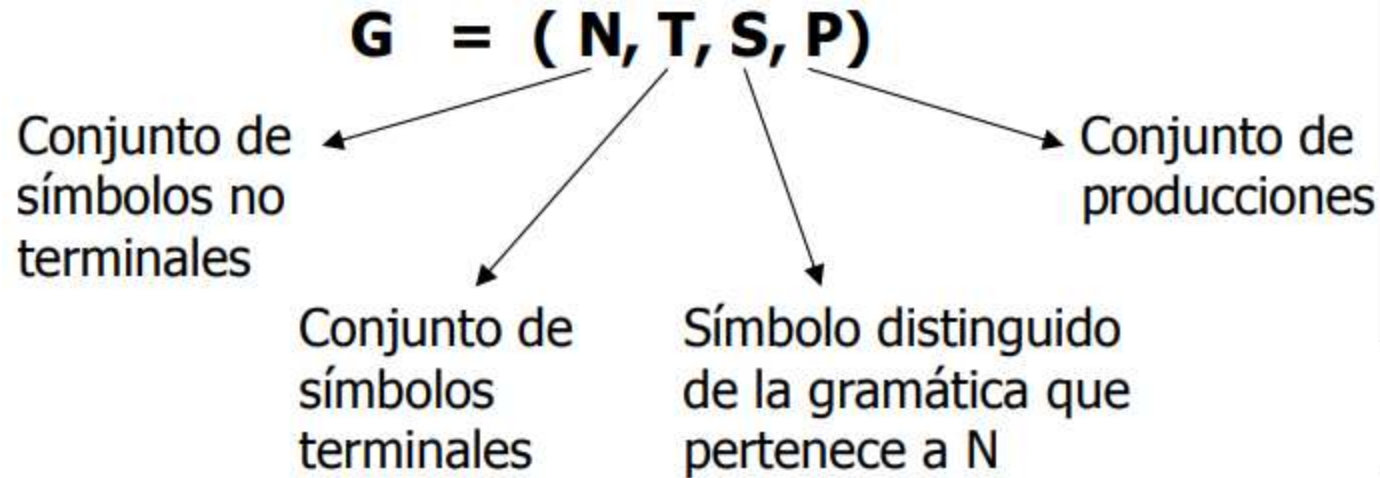 G = ( N, T, S, P)
Conjunto de
símbolos no
terminales
Conjunto de
símbolos
terminales
Símbolo distinguido
de la gramática que
pertenece a N
Conjunto de
producciones